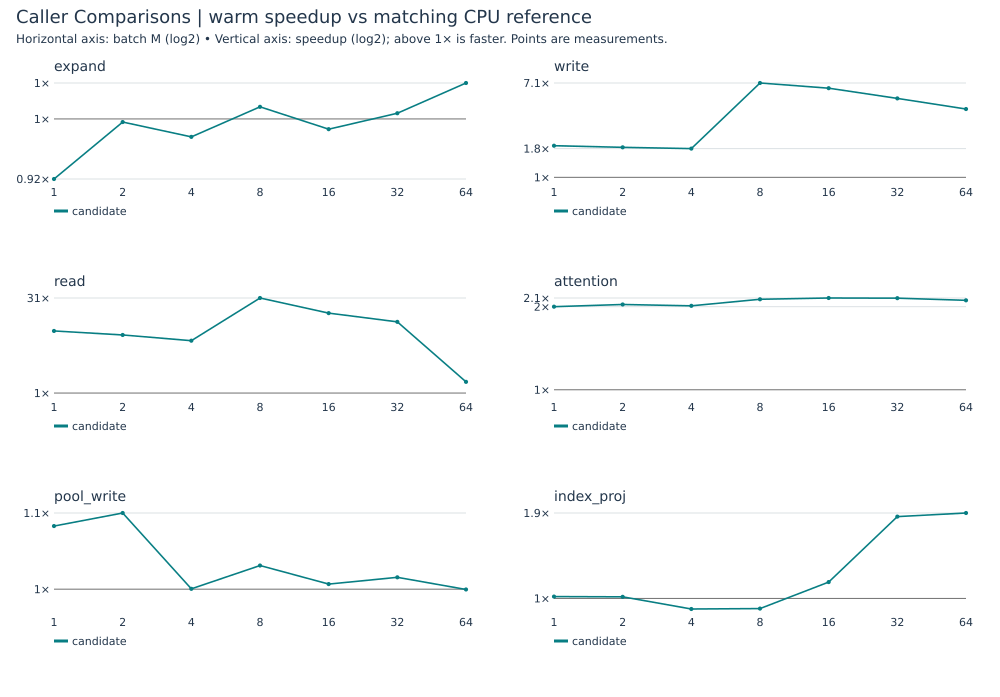 Caller Comparisons | warm speedup vs matching CPU reference
Horizontal axis: batch M (log2) • Vertical axis: speedup (log2); above 1× is faster. Points are measurements.
expand
1×
1×
0.92×
1 2 4 8 16 32 64
candidate
write
7.1×
1.8×
1×
1 2 4 8 16 32 64
candidate
read
31×
1×
1 2 4 8 16 32 64
candidate
attention
2.1×
2×
1×
1 2 4 8 16 32 64
candidate
pool_write
1.1×
1×
1 2 4 8 16 32 64
candidate
index_proj
1.9×
1×
1 2 4 8 16 32 64
candidate